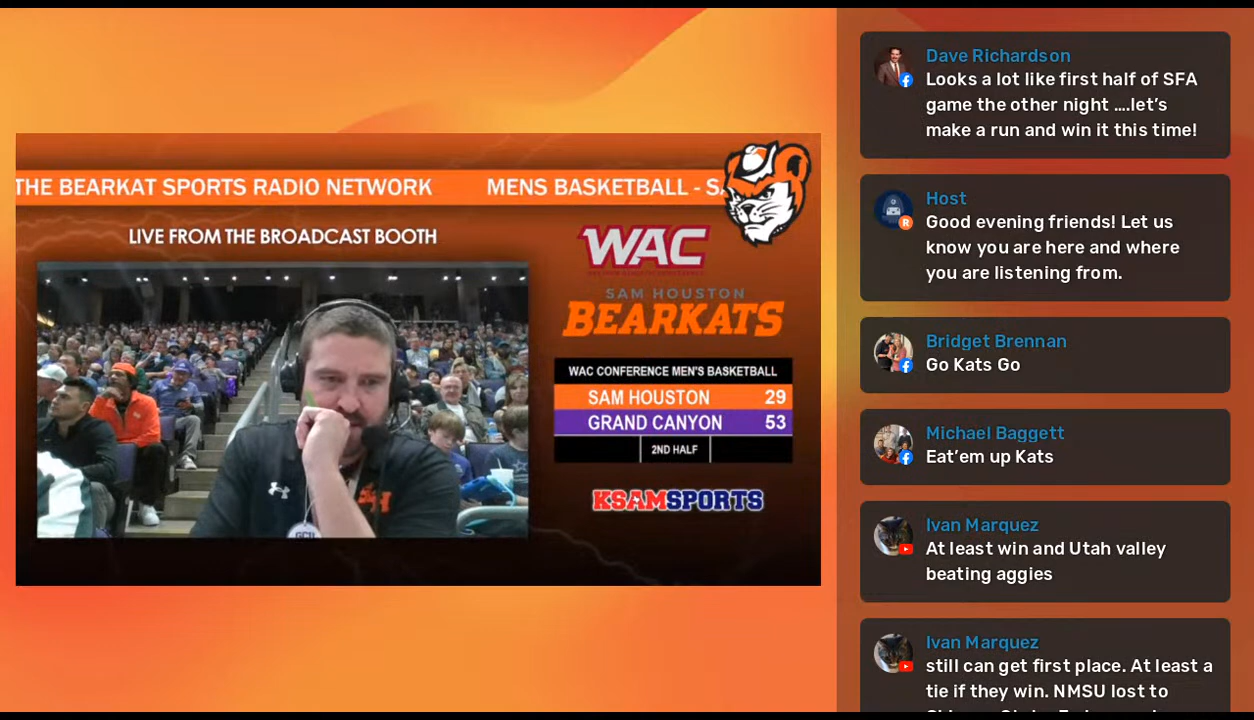 THE BEARKAT SPORTS RADIO NETWORK MENS BASKETBALL -
LIVE FROM THE BROADCAST BOOTH
WAC
SAM HOUSTON
BEARKATS
WAC CONFERENCE MEN'S BASKETBALL
SAM HOUSTON 29
GRAND CANYON 53
2ND HALF
KSAMSPORTS
GCU
Dave Richardson
Looks a lot like first half of SFA
game the other night ....let's
make a run and win it this time!
Host
Good evening friends! Let us
know you are here and where
you are listening from.
Bridget Brennan
Go Kats Go
Michael Baggett
Eat'em up Kats
Ivan Marquez
At least win and Utah valley
beating aggies
Ivan Marquez
still can get first place. At least a
tie if they win. NMSU lost to